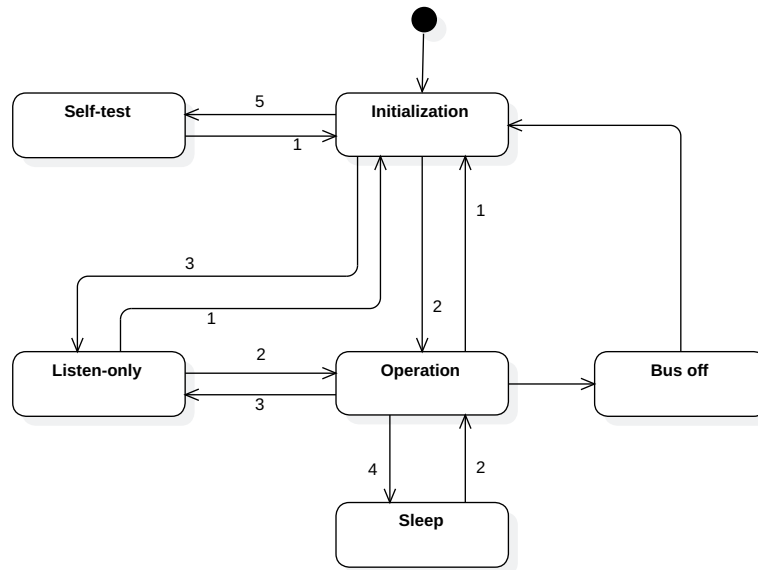 5
Self-test
Initialization
1
1
3
2
1
2
Listen-only
Operation
Bus off
3
4
2
Sleep